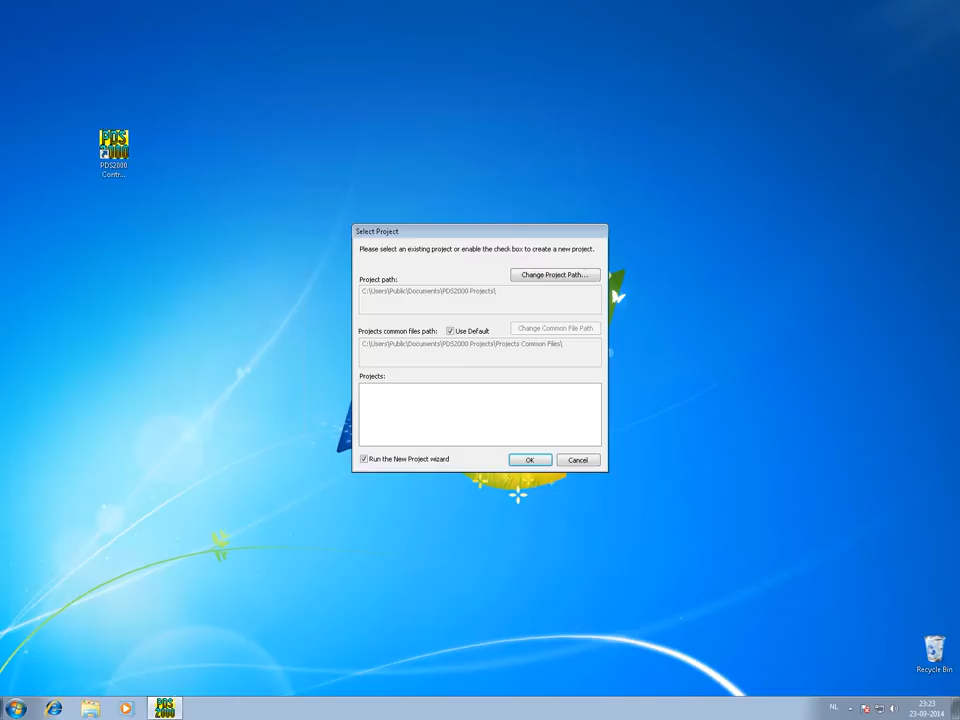 PDS
2000
PDS2000
Contr...
Select Project
Please select an existing project or enable the check box to create a new project.
Change Project Path...
Project path:
C:\Users\Public\Documents\PDS2000 Projects\
Projects common files path:
Use Default
Change Common File Path
C:\Users\Public\Documents\PDS2000 Projects\Projects Common Files\
Projects:
Run the New Project wizard
OK
Cancel
Recycle Bin
PDS
2000
NL
23:23
23-09-2014